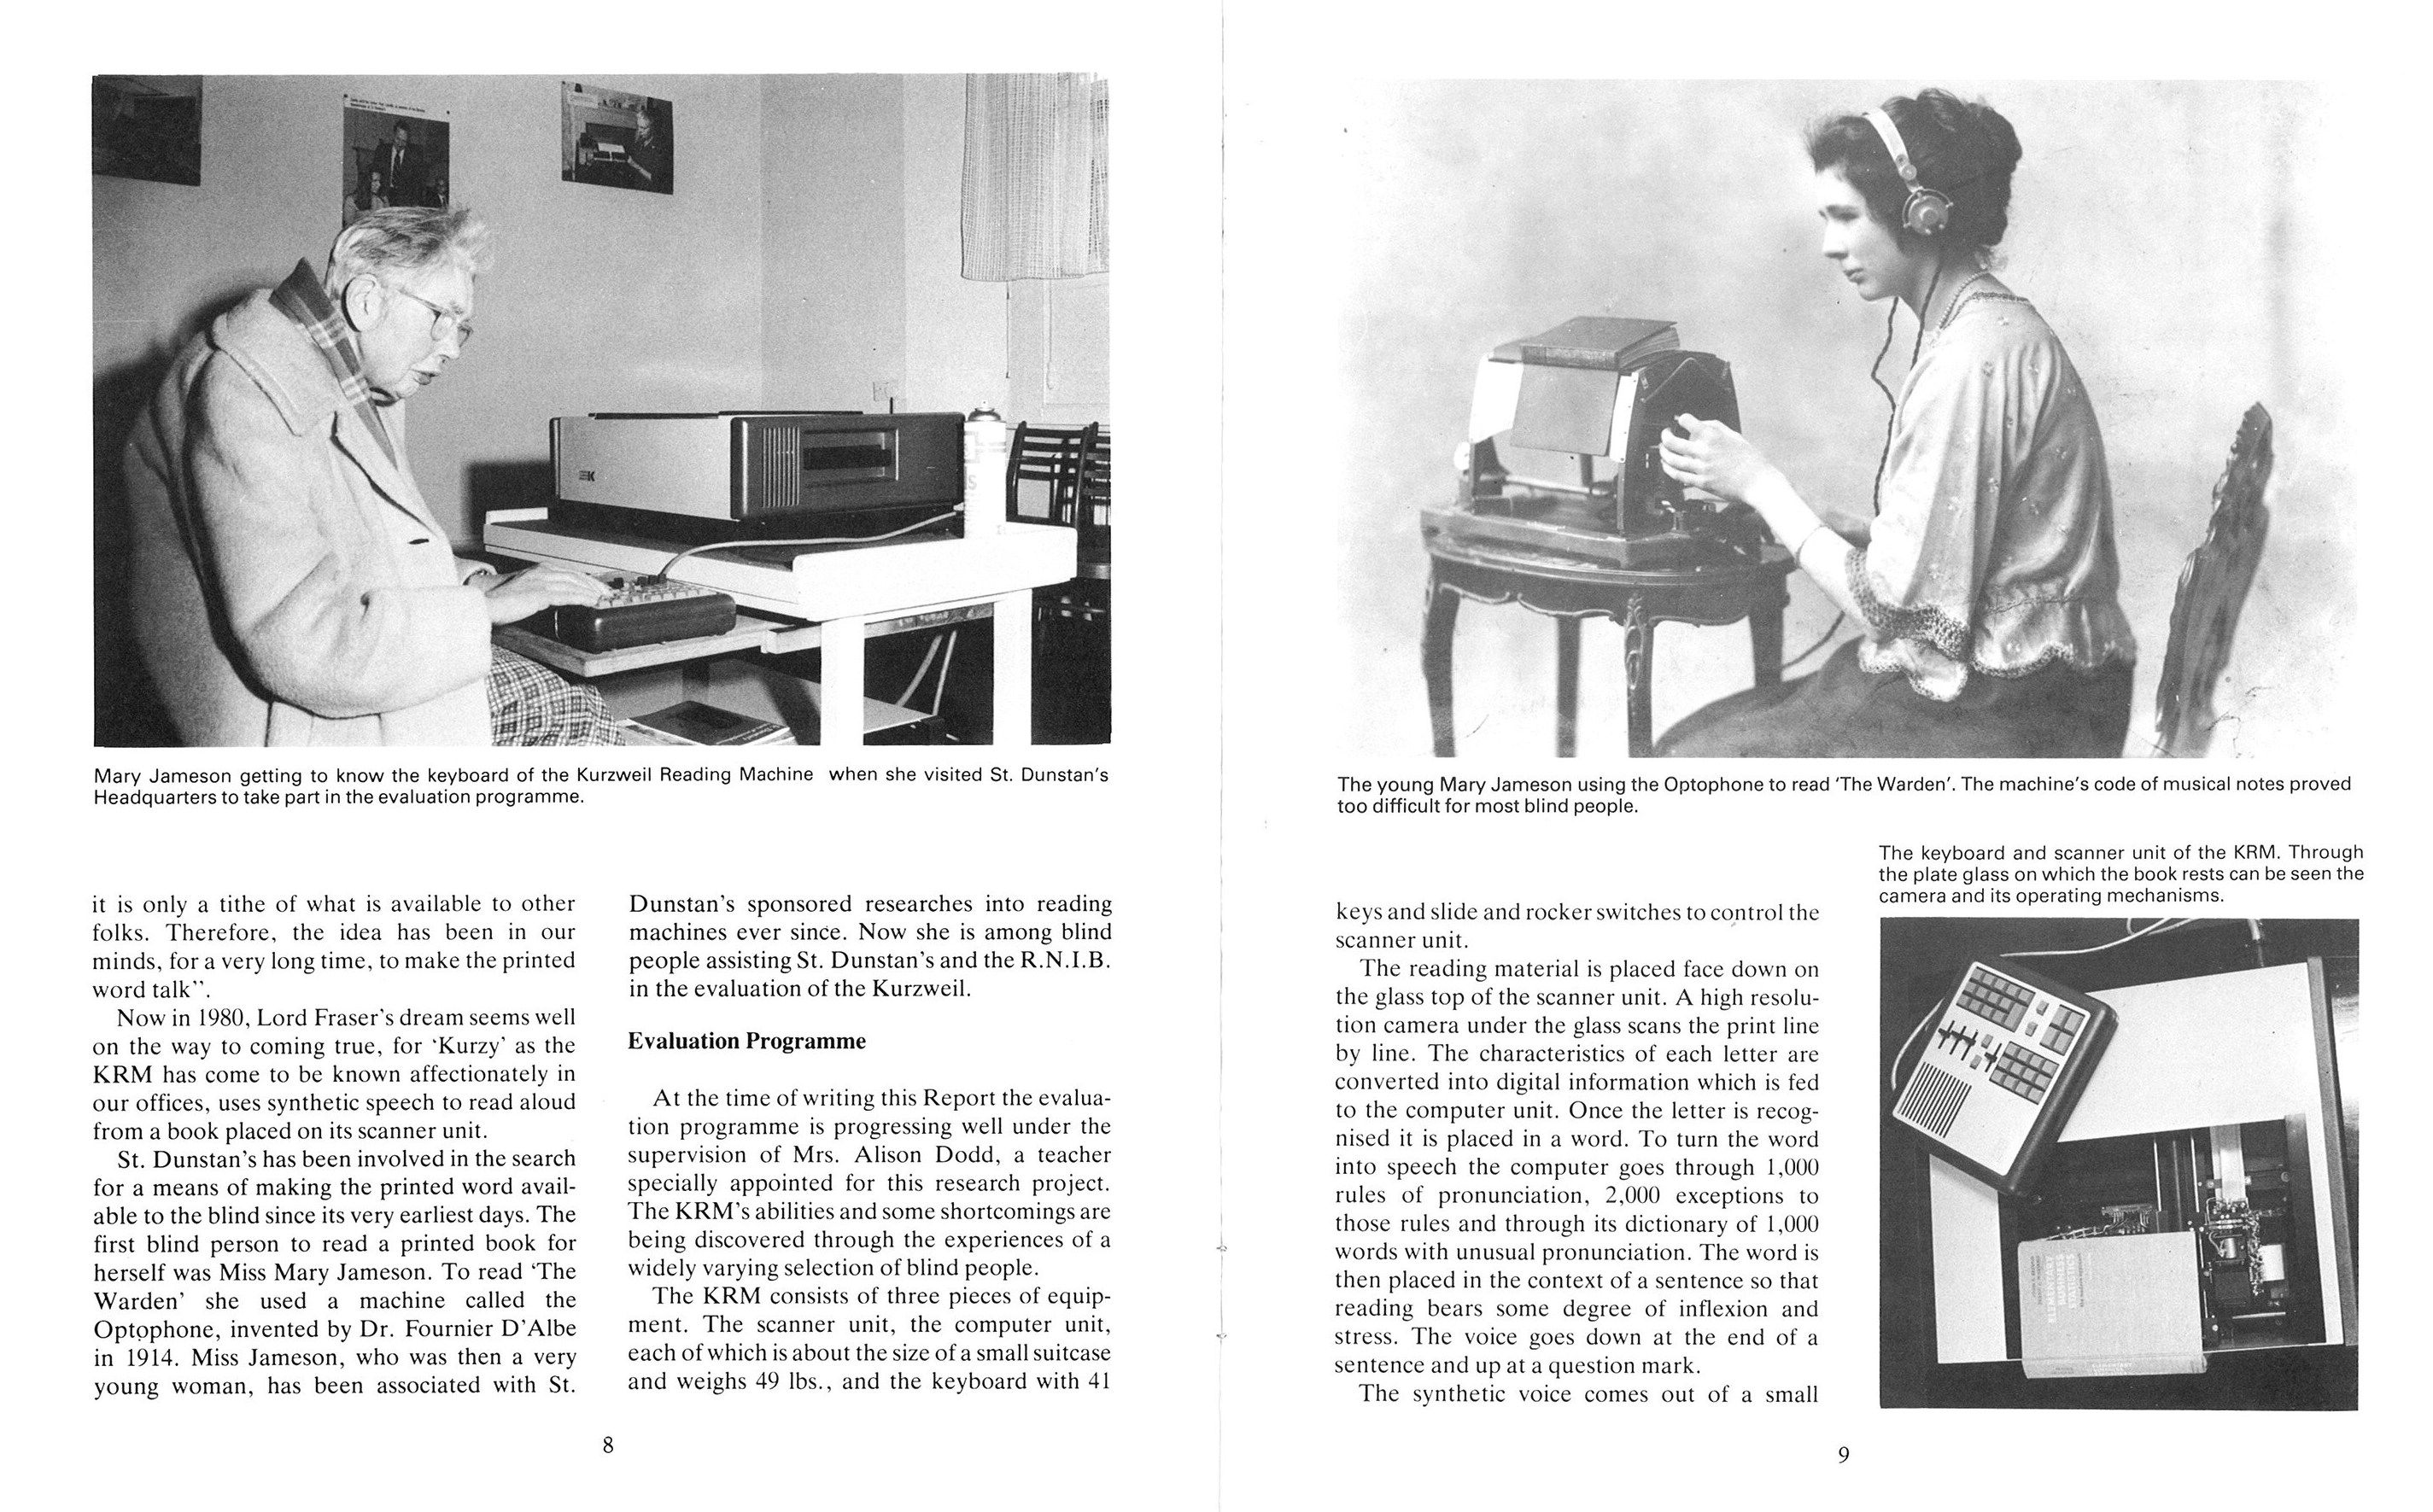 Mary Jameson getting to know the keyboard of the Kurzweil Reading Machine when she visited St. Dunstan's
Headquarters to take part in the evaluation programme.
it is only a tithe of what is available to other
folks. Therefore, the idea has been in our
minds, for a very long time, to make the printed
word talk”.
Now in 1980, Lord Fraser's dream seems well
on the way to coming true, for ‘Kurzy’ as the
KRM has come to be known affectionately in
our offices, uses synthetic speech to read aloud
from a book placed on its scanner unit.
St. Dunstan's has been involved in the search
for a means of making the printed word avail-
able to the blind since its very earliest days. The
first blind person to read a printed book for
herself was Miss Mary Jameson. To read ‘The
Warden’ she used a machine called the
Optophone, invented by Dr. Fournier D'Albe
in 1914. Miss Jameson, who was then a very
young woman, has been associated with St.
Dunstan's sponsored researches into reading
machines ever since. Now she is among blind
people assisting St. Dunstan's and the R.N.I.B.
in the evaluation of the Kurzweil.
Evaluation Programme
At the time of writing this Report the evalua-
tion programme is progressing well under the
supervision of Mrs. Alison Dodd, a teacher
specially appointed for this research project.
The KRM's abilities and some shortcomings are
being discovered through the experiences of a
widely varying selection of blind people.
The KRM consists of three pieces of equip-
ment. The scanner unit, the computer unit,
each of which is about the size of a small suitcase
and weighs 49 lbs., and the keyboard with 41
8
The young Mary Jameson using the Optophone to read ‘The Warden’. The machine's code of musical notes proved
too difficult for most blind people.
The keyboard and scanner unit of the KRM. Through
the plate glass on which the book rests can be seen the
camera and its operating mechanisms.
keys and slide and rocker switches to control the
scanner unit.
The reading material is placed face down on
the glass top of the scanner unit. A high resolu-
tion camera under the glass scans the print line
by line. The characteristics of each letter are
converted into digital information which is fed
to the computer unit. Once the letter is recog-
nised it is placed in a word. To turn the word
into speech the computer goes through 1,000
rules of pronunciation, 2,000 exceptions to
those rules and through its dictionary of 1,000
words with unusual pronunciation. The word is
then placed in the context of a sentence so that
reading bears some degree of inflexion and
stress. The voice goes down at the end of a
sentence and up at a question mark.
The synthetic voice comes out of a small
9